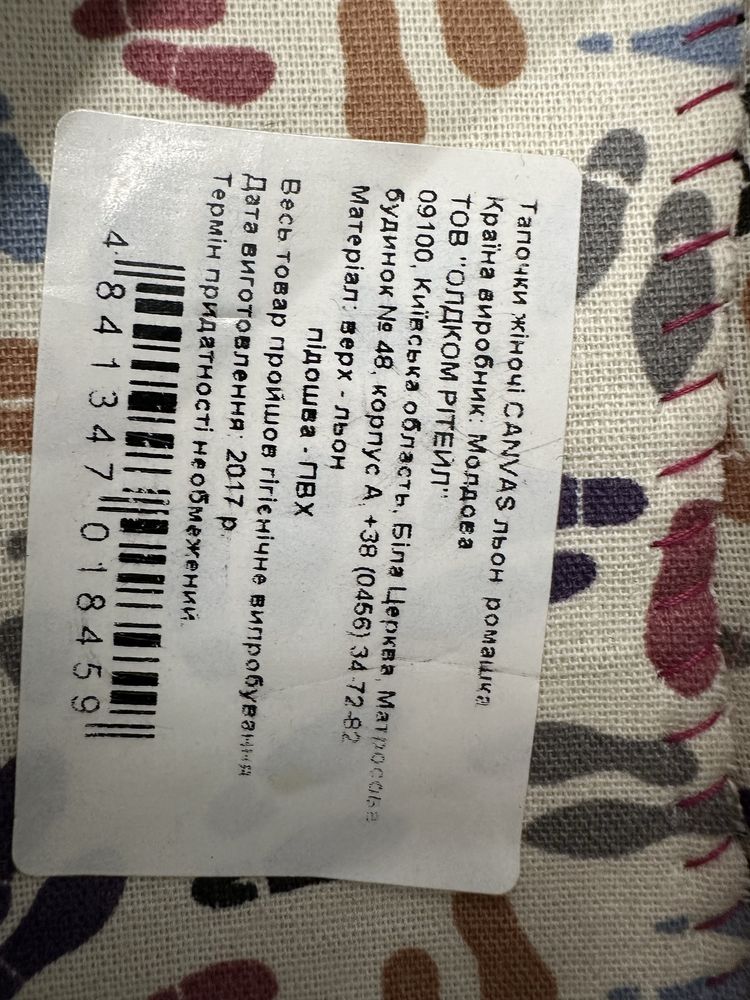 Тапочки жіночі CANVAS льон ромашка
Країна виробник: Молдова
ТОВ "ОЛДКОМ РІТЕЙЛ"
09100, Київська область, Біла Церква, Матросова
будинок № 48, корпус А, +38 (0456) 34-72-82
Матеріал: верх - льон
підошва - ПВХ
Весь товар пройшов гігієнічне випробування
Дата виготовлення: 2017 р.
Термін придатності необмежений.
4 841347 018459